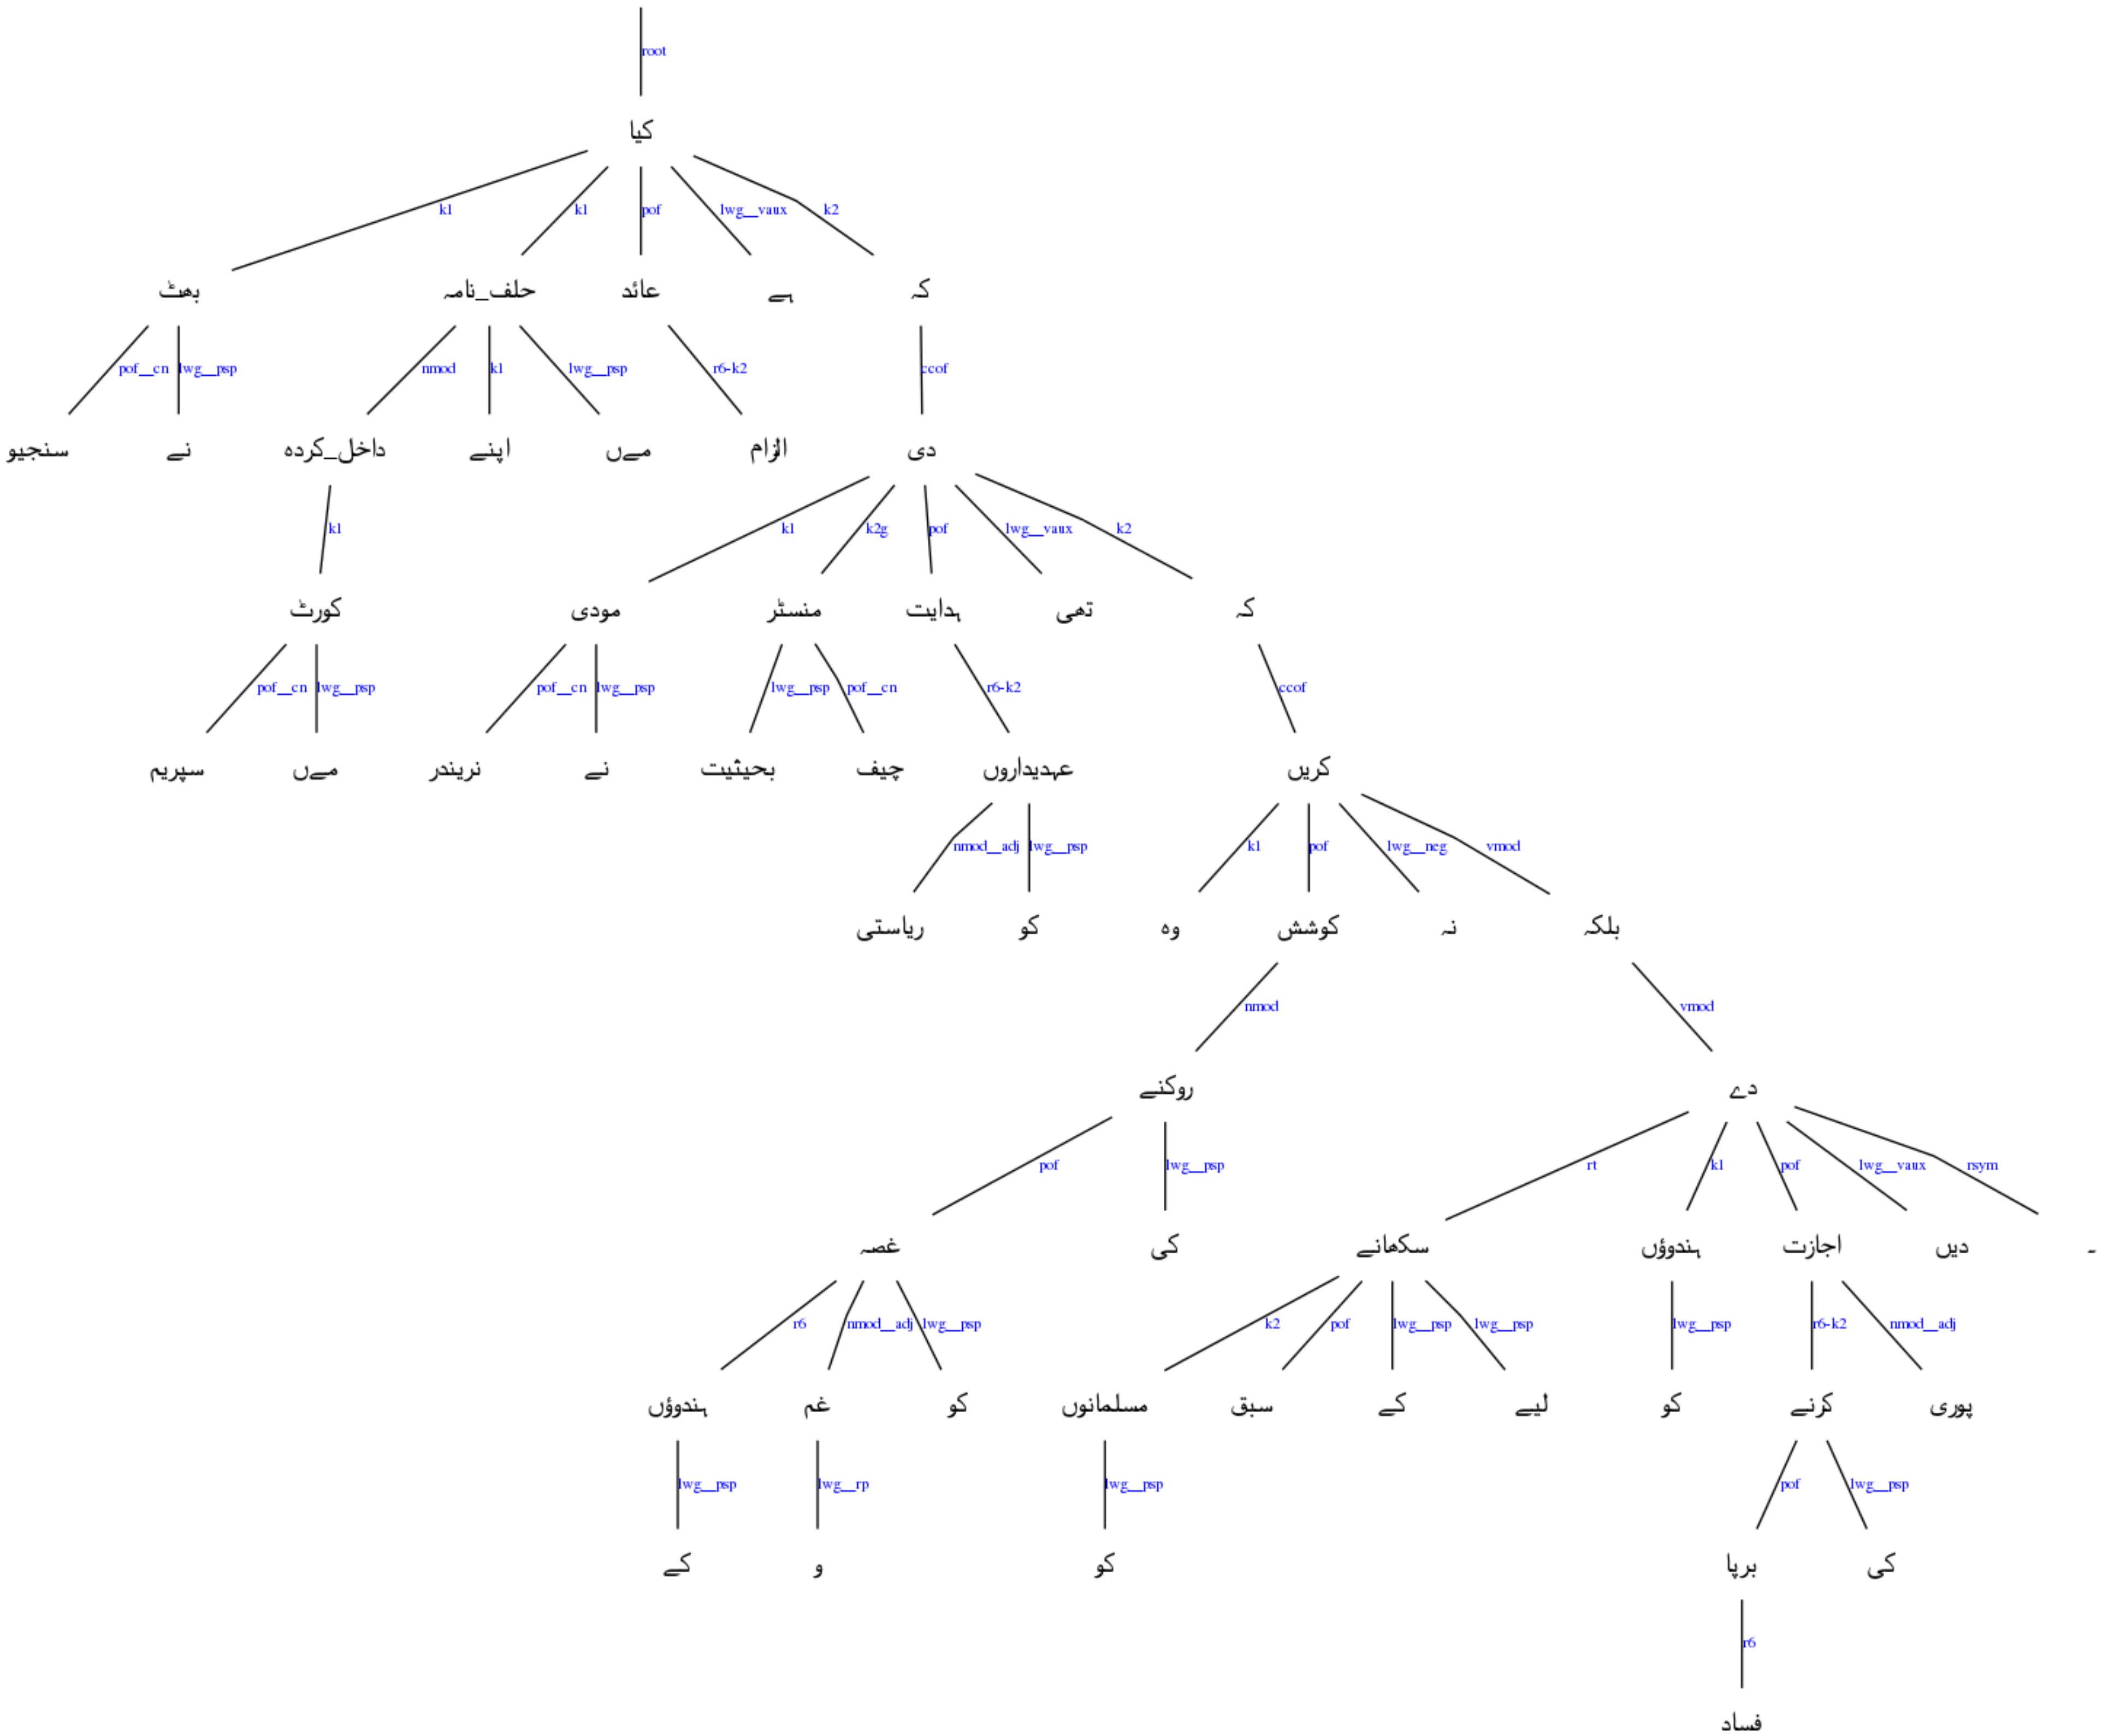 root
کیا
k1 k1 pof lwg__vaux k2
بھٹ حلف_نامہ عائد ہے کہ
pof__cn lwg__psp nmod k1 lwg__psp r6-k2 ccof
سنجیو نے داخل_کردہ اپنے مےں الزام دی
k1 k1 k2g pof lwg__vaux k2
کورٹ مودی منسٹر ہدایت تھی کہ
pof__cn lwg__psp pof__cn lwg__psp lwg__psp pof__cn r6-k2 ccof
سپریم مےں نریندر نے بحیثیت چیف عہدیداروں کریں
nmod__adj lwg__psp k1 pof lwg__neg vmod
ریاستی کو وہ کوشش نہ بلکہ
nmod vmod
روکنے دے
pof lwg__psp rt k1 pof lwg__vaux rsym
غصہ کی سکھانے ہندوؤں اجازت دیں ۔
r6 nmod__adj lwg__psp k2 pof lwg__psp lwg__psp lwg__psp r6-k2 nmod__adj
ہندوؤں غم کو مسلمانوں سبق کے لیے کو کرنے پوری
lwg__psp lwg__rp lwg__psp pof lwg__psp
کے و کو برپا کی
r6
فساد